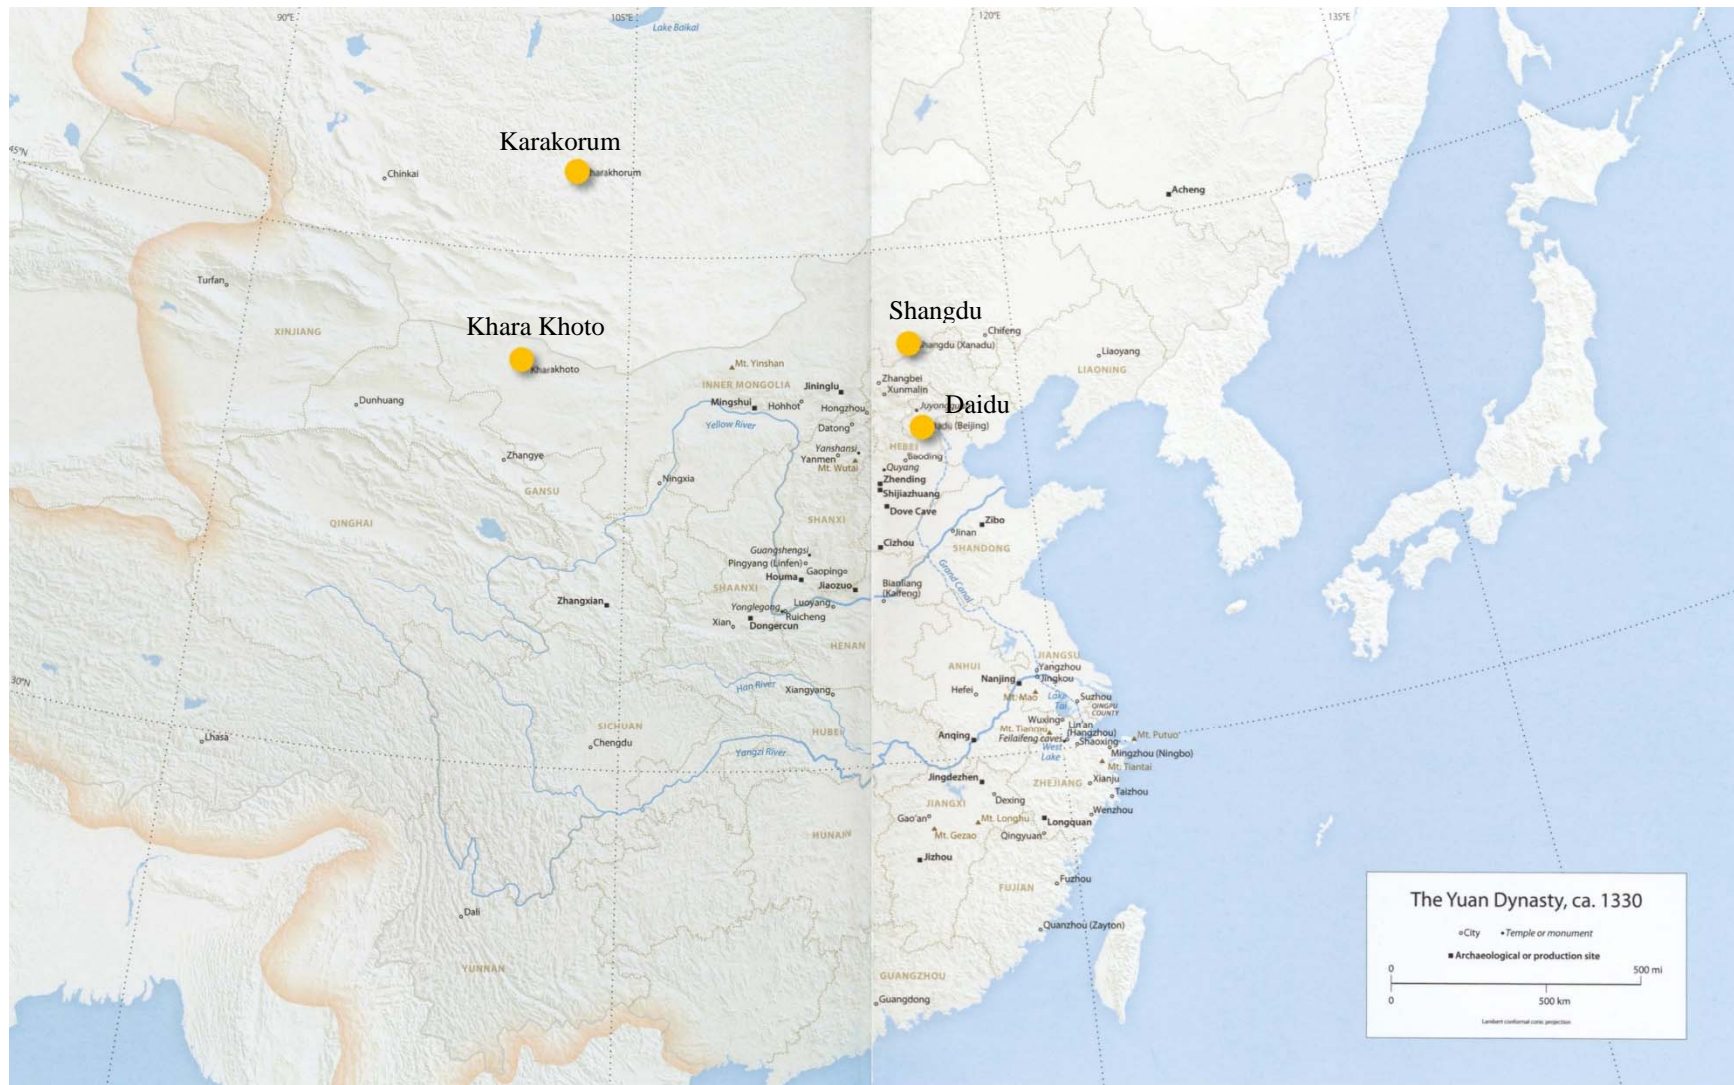 90°E
105°E
120°E
135°E
Lake Baikal
Karakorum
45°N
Chinkai
harakhorum
Acheng
Turfan
XINJIANG
Khara Khoto
Kharakhoto
Shangdu
Chifeng
hangdu (Xanadu)
Liaoyang
LIAONING
Mt. Yinshan
INNER MONGOLIA
Jininglu
Zhangbei
Xunmalin
Dunhuang
Mingshui
Hohhot
Hongzhou
Daidu
(Beijing)
Yellow River
Datong
HEBEI
Yanshansi
Yanmen
Mt. Wutai
Baoding
Quyang
Zhangye
Ningxia
Zhending
Shijiazhuang
GANSU
Dove Cave
QINGHAI
SHANXI
Zibo
Jinan
SHANDONG
Cizhou
Guangshengsi
Pingyang (Linfen)
Gaoping
Houma
Jiaozuo
Grand Canal
SHAANXI
Bianliang
(Kaifeng)
Zhangxian
Yonglegong
Luoyang
Ruicheng
Xian
Dongercun
HENAN
JIANGSU
ANHUI
Yangzhou
Jingkou
30°N
Han River
Xiangyang
Nanjing
Hefei
Mt. Mao
Lake
Tai
Suzhou
QINGPU
COUNTY
SICHUAN
Wuxing
Lin'an
(Hangzhou)
HUBEI
Mt. Tianmu
Feilaifeng caves
Shaoxing
Mt. Putuo
Lhasa
Chengdu
Yangzi River
Anqing
West
Lake
Mingzhou (Ningbo)
Mt. Tiantai
Jingdezhen
ZHEJIANG
Xianju
Dexing
Taizhou
JIANGXI
Gao'an
Mt. Longhu
Longquan
Wenzhou
HUNAN
Mt. Gezao
Qingyuan
Jizhou
FUJIAN
Fuzhou
Dali
Quanzhou (Zayton)
YUNNAN
GUANGZHOU
Guangdong
The Yuan Dynasty, ca. 1330
City
Temple or monument
Archaeological or production site
0
500 mi
0
500 km
Lambert conformal conic projection